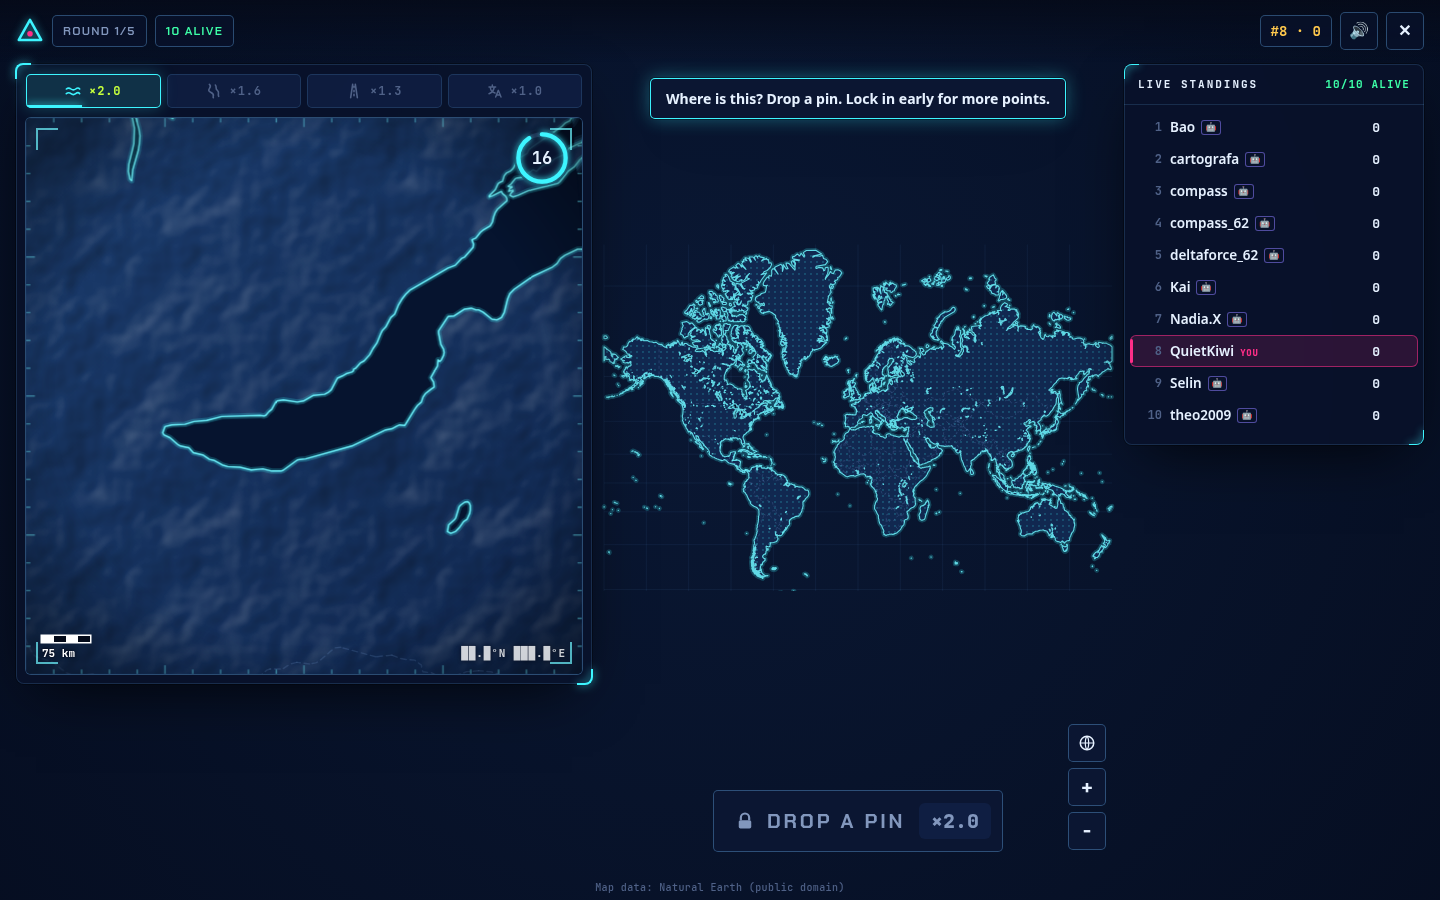 ROUND 1/5
10 ALIVE
#8 · 0
×2.0
×1.6
×1.3
×1.0
16
75 km
██.█°N ███.█°E
Where is this? Drop a pin. Lock in early for more points.
DROP A PIN ×2.0
+
-
LIVE STANDINGS 10/10 ALIVE
1 Bao 0
2 cartografa 0
3 compass 0
4 compass_62 0
5 deltaforce_62 0
6 Kai 0
7 Nadia.X 0
8 QuietKiwi YOU 0
9 Selin 0
10 theo2009 0
Map data: Natural Earth (public domain)